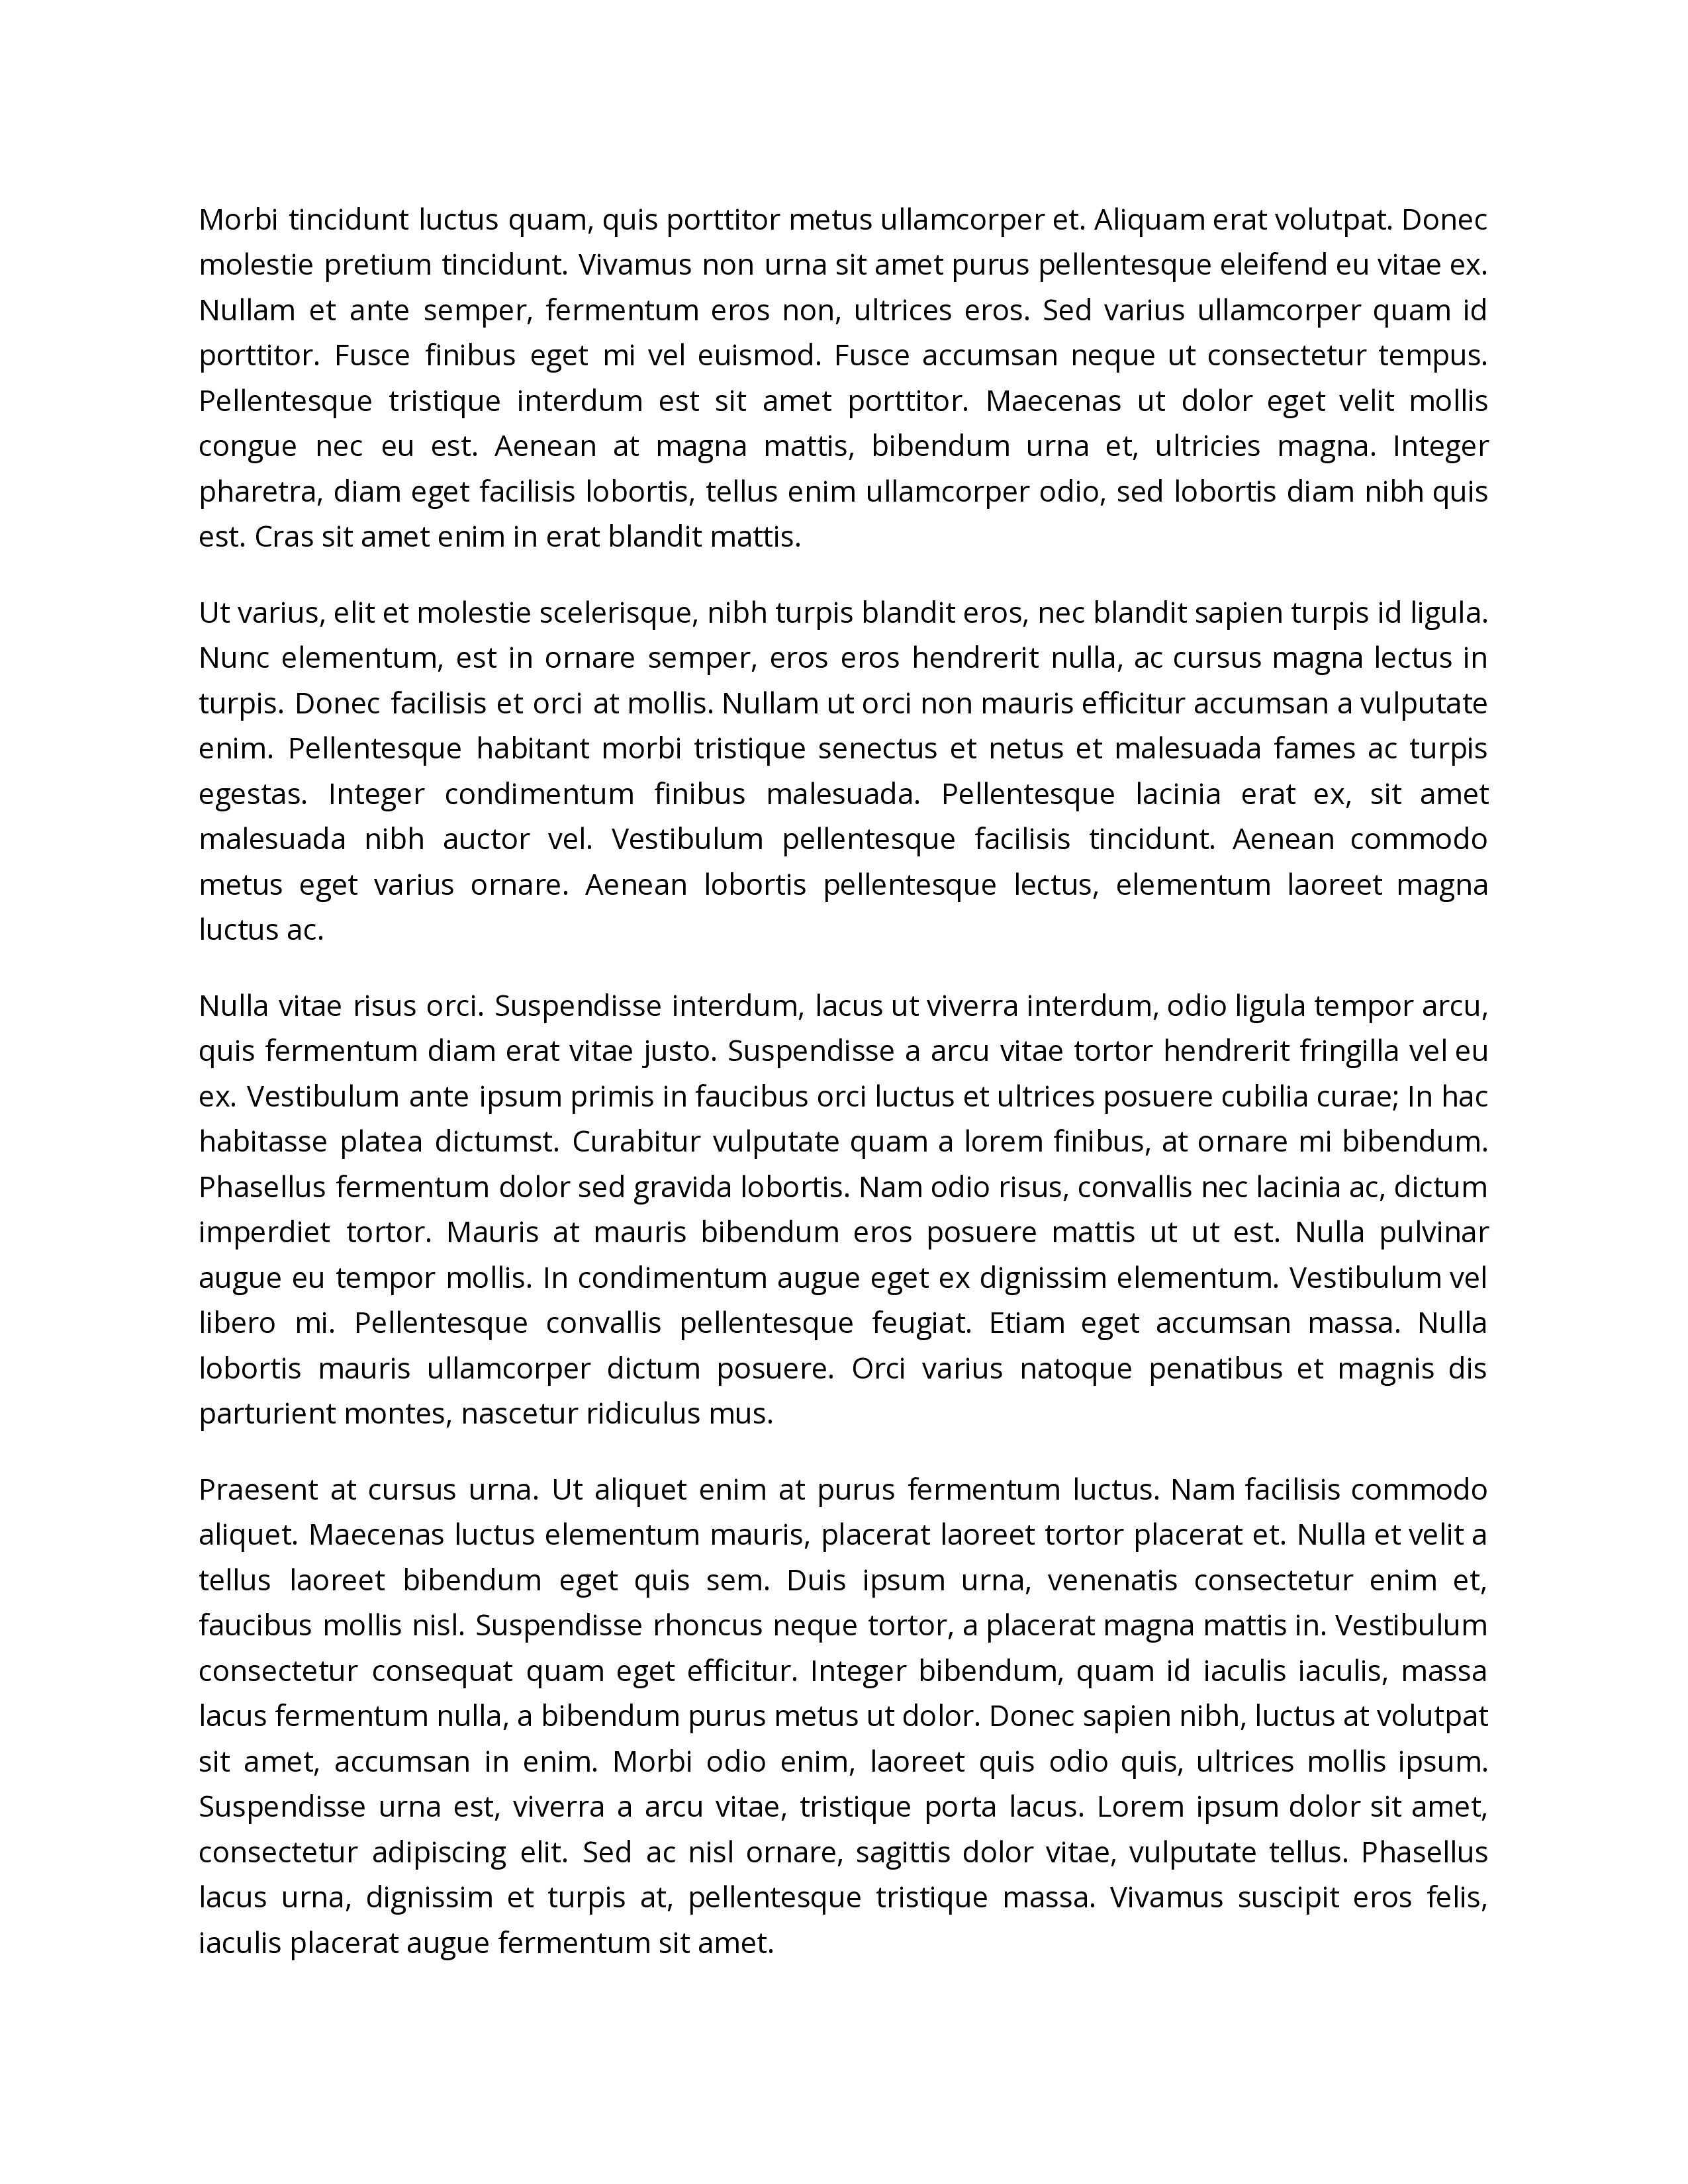 Morbi tincidunt luctus quam, quis porttitor metus ullamcorper et. Aliquam erat volutpat. Donec
molestie pretium tincidunt. Vivamus non urna sit amet purus pellentesque eleifend eu vitae ex.
Nullam et ante semper, fermentum eros non, ultrices eros. Sed varius ullamcorper quam id
porttitor. Fusce finibus eget mi vel euismod. Fusce accumsan neque ut consectetur tempus.
Pellentesque tristique interdum est sit amet porttitor. Maecenas ut dolor eget velit mollis
congue nec eu est. Aenean at magna mattis, bibendum urna et, ultricies magna. Integer
pharetra, diam eget facilisis lobortis, tellus enim ullamcorper odio, sed lobortis diam nibh quis
est. Cras sit amet enim in erat blandit mattis.
Ut varius, elit et molestie scelerisque, nibh turpis blandit eros, nec blandit sapien turpis id ligula.
Nunc elementum, est in ornare semper, eros eros hendrerit nulla, ac cursus magna lectus in
turpis. Donec facilisis et orci at mollis. Nullam ut orci non mauris efficitur accumsan a vulputate
enim. Pellentesque habitant morbi tristique senectus et netus et malesuada fames ac turpis
egestas. Integer condimentum finibus malesuada. Pellentesque lacinia erat ex, sit amet
malesuada nibh auctor vel. Vestibulum pellentesque facilisis tincidunt. Aenean commodo
metus eget varius ornare. Aenean lobortis pellentesque lectus, elementum laoreet magna
luctus ac.
Nulla vitae risus orci. Suspendisse interdum, lacus ut viverra interdum, odio ligula tempor arcu,
quis fermentum diam erat vitae justo. Suspendisse a arcu vitae tortor hendrerit fringilla vel eu
ex. Vestibulum ante ipsum primis in faucibus orci luctus et ultrices posuere cubilia curae; In hac
habitasse platea dictumst. Curabitur vulputate quam a lorem finibus, at ornare mi bibendum.
Phasellus fermentum dolor sed gravida lobortis. Nam odio risus, convallis nec lacinia ac, dictum
imperdiet tortor. Mauris at mauris bibendum eros posuere mattis ut ut est. Nulla pulvinar
augue eu tempor mollis. In condimentum augue eget ex dignissim elementum. Vestibulum vel
libero mi. Pellentesque convallis pellentesque feugiat. Etiam eget accumsan massa. Nulla
lobortis mauris ullamcorper dictum posuere. Orci varius natoque penatibus et magnis dis
parturient montes, nascetur ridiculus mus.
Praesent at cursus urna. Ut aliquet enim at purus fermentum luctus. Nam facilisis commodo
aliquet. Maecenas luctus elementum mauris, placerat laoreet tortor placerat et. Nulla et velit a
tellus laoreet bibendum eget quis sem. Duis ipsum urna, venenatis consectetur enim et,
faucibus mollis nisl. Suspendisse rhoncus neque tortor, a placerat magna mattis in. Vestibulum
consectetur consequat quam eget efficitur. Integer bibendum, quam id iaculis iaculis, massa
lacus fermentum nulla, a bibendum purus metus ut dolor. Donec sapien nibh, luctus at volutpat
sit amet, accumsan in enim. Morbi odio enim, laoreet quis odio quis, ultrices mollis ipsum.
Suspendisse urna est, viverra a arcu vitae, tristique porta lacus. Lorem ipsum dolor sit amet,
consectetur adipiscing elit. Sed ac nisl ornare, sagittis dolor vitae, vulputate tellus. Phasellus
lacus urna, dignissim et turpis at, pellentesque tristique massa. Vivamus suscipit eros felis,
iaculis placerat augue fermentum sit amet.